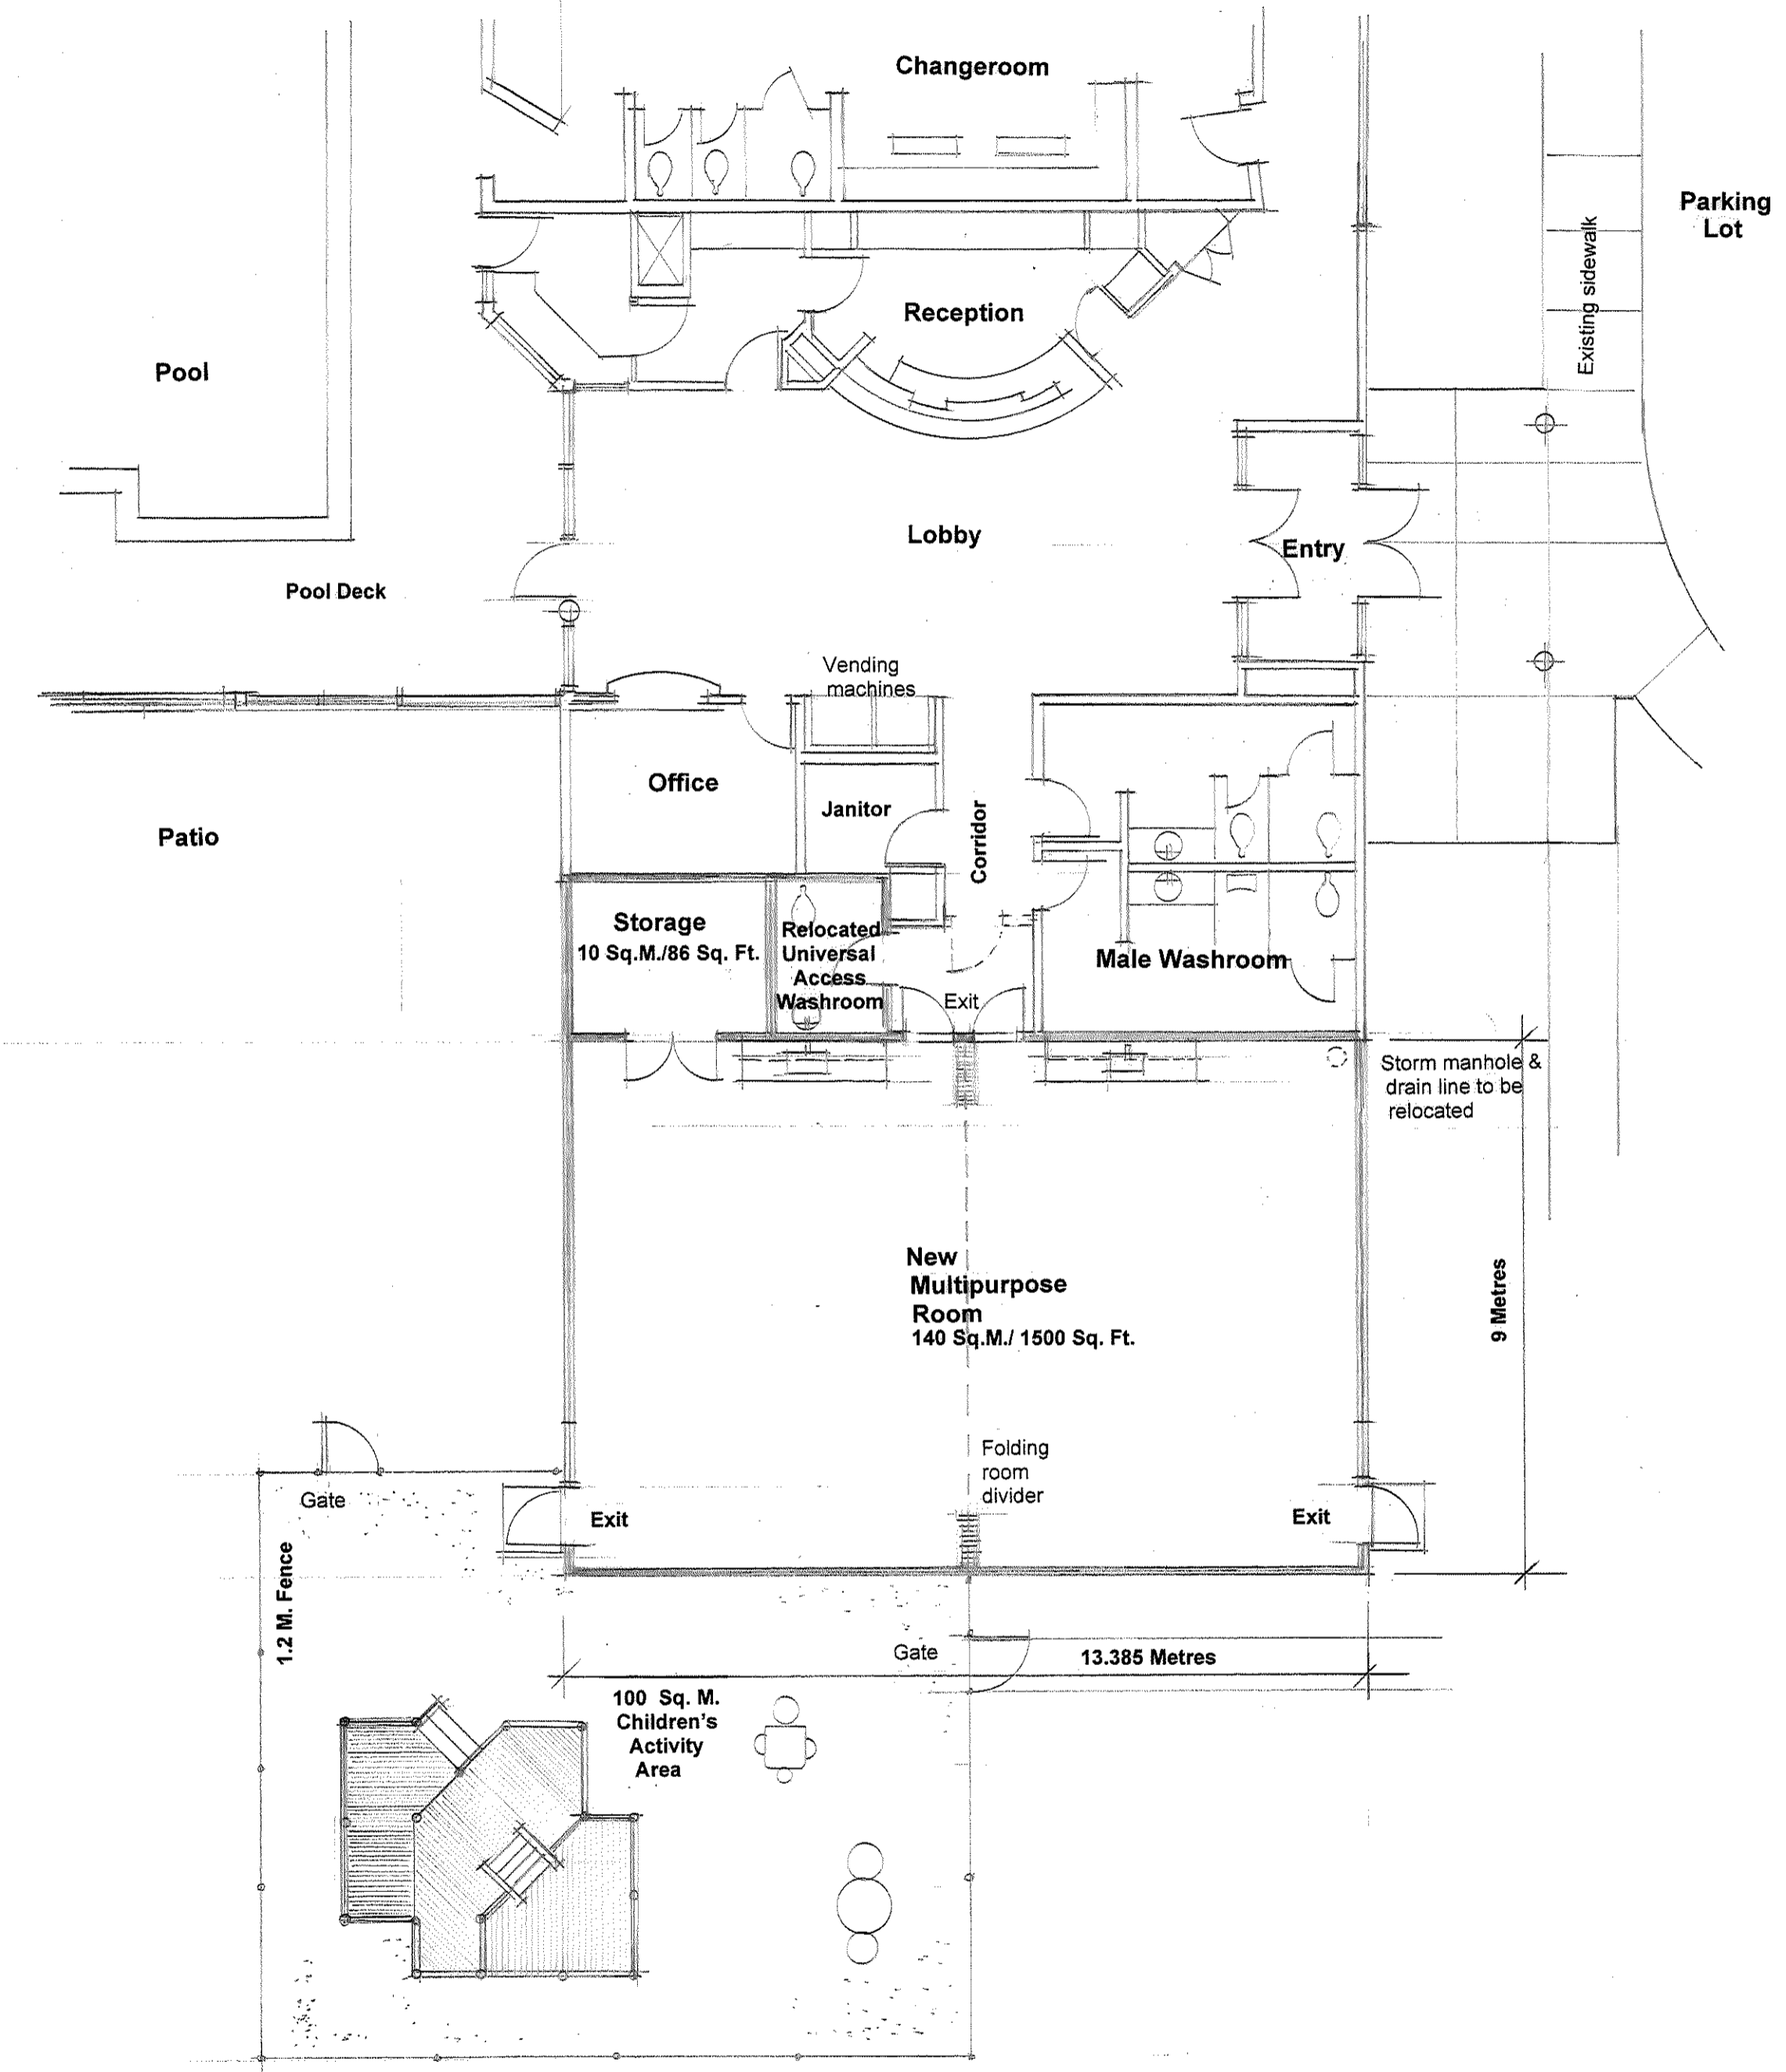 Changeroom
Parking
Lot
Existing sidewalk
Reception
Pool
Lobby
Entry
Pool Deck
Vending
machines
Office
Janitor
Corridor
Patio
Storage
10 Sq.M./86 Sq. Ft.
Relocated
Universal
Access
Washroom
Male Washroom
Exit
Storm manhole &
drain line to be
relocated
New
Multipurpose
Room
140 Sq.M./ 1500 Sq. Ft.
9 Metres
Folding
room
divider
Gate
Exit
Exit
1.2 M. Fence
Gate
13.385 Metres
100 Sq. M.
Children's
Activity
Area